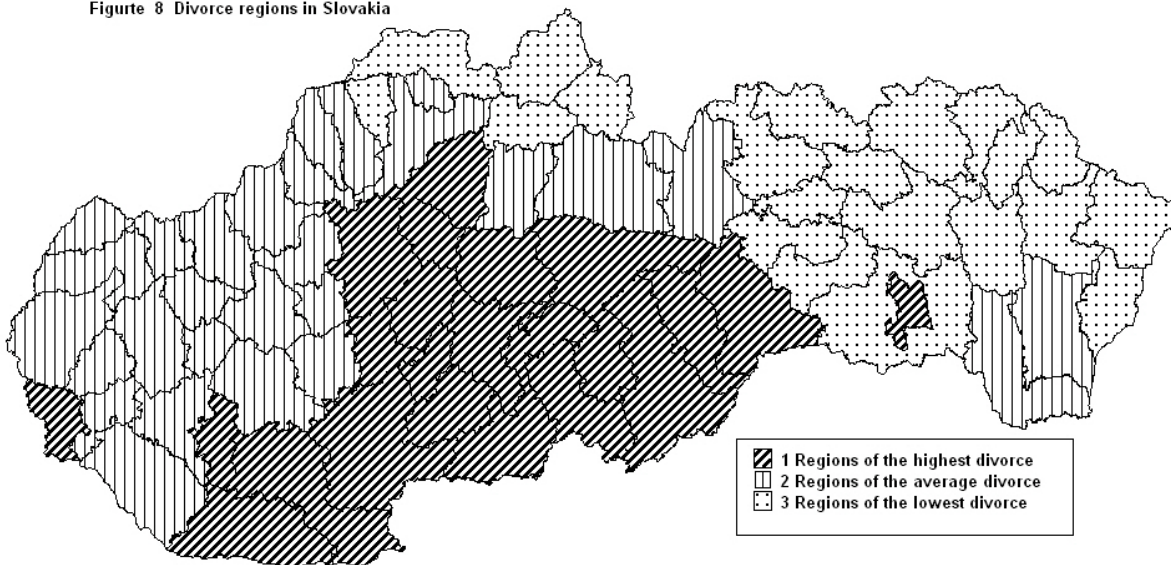 Figurte 8 Divorce regions in Slovakia
1 Regions of the highest divorce
2 Regions of the average divorce
3 Regions of the lowest divorce